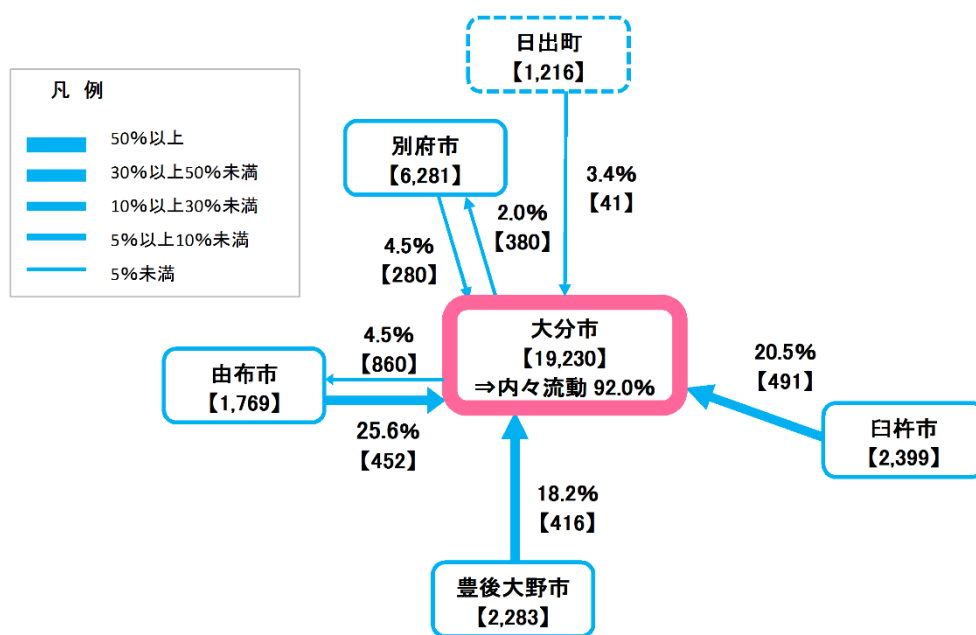 凡 例
50%以上
30%以上50%未満
10%以上30%未満
5%以上10%未満
5%未満
日出町
【1,216】
別府市
【6,281】
3.4%
【41】
2.0%
【380】
4.5%
【280】
大分市
【19,230】
⇒内々流動 92.0%
4.5%
【860】
由布市
【1,769】
25.6%
【452】
20.5%
【491】
臼杵市
【2,399】
18.2%
【416】
豊後大野市
【2,283】